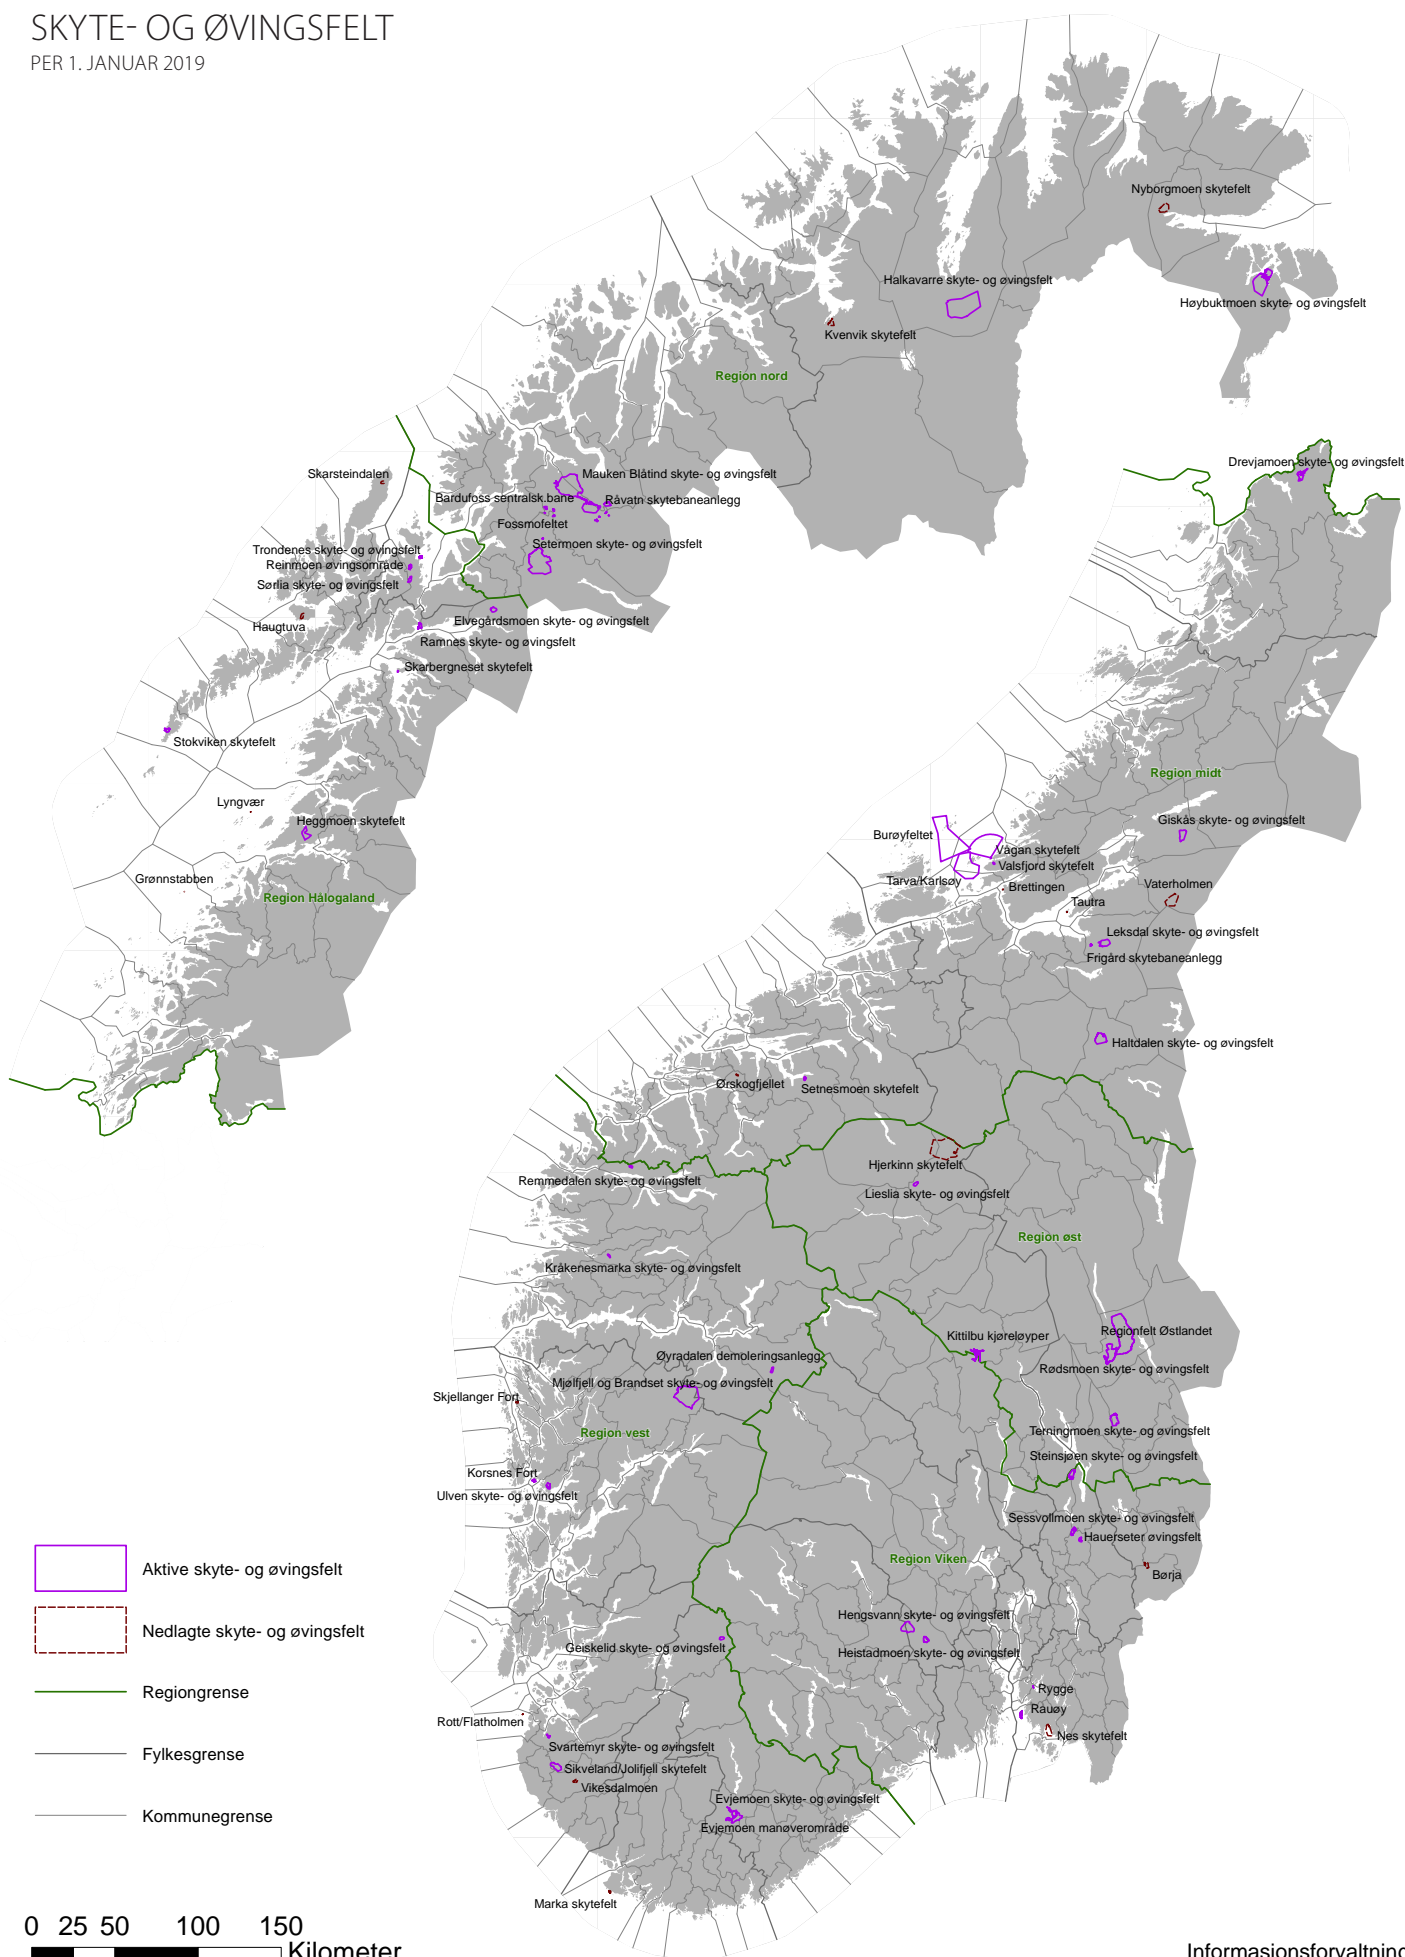 SKYTE- OG ØVINGSFELT
PER 1. JANUAR 2019
Nyborgmoen skytefelt
Halkavarre skyte- og øvingsfelt
Høybuktmoen skyte- og øvingsfelt
Kvenvik skytefelt
Region nord
Drevjamoen skyte- og øvingsfelt
Skarsteindalen
Mauken Blåtind skyte- og øvingsfelt
Bardufoss sentralsk.bane
Råvatn skytebaneanlegg
Fossmofeltet
Setermoen skyte- og øvingsfelt
Trondenes skyte- og øvingsfelt
Reinmoen øvingsområde
Sørlia skyte- og øvingsfelt
Haugtuva
Elvegårdsmoen skyte- og øvingsfelt
Ramnes skyte- og øvingsfelt
Skarbergneset skytefelt
Stokviken skytefelt
Region midt
Lyngvær
Heggmoen skytefelt
Giskås skyte- og øvingsfelt
Burøyfeltet
Vågan skytefelt
Valsfjord skytefelt
Grønnstabben
Tarva/Karlsøy
Brettingen
Vaterholmen
Region Hålogaland
Tautra
Leksdal skyte- og øvingsfelt
Frigård skytebaneanlegg
Haltdalen skyte- og øvingsfelt
Ørskogfjellet
Setnesmoen skytefelt
Hjerkinn skytefelt
Remmedalen skyte- og øvingsfelt
Lieslia skyte- og øvingsfelt
Region øst
Kråkenesmarka skyte- og øvingsfelt
Regionfelt Østlandet
Kittilbu kjøreløyper
Øyradalen demoleringsanlegg
Rødsmoen skyte- og øvingsfelt
Mjølfjell og Brandset skyte- og øvingsfelt
Skjellanger Fort
Region vest
Terningmoen skyte- og øvingsfelt
Steinsjøen skyte- og øvingsfelt
Korsnes Fort
Ulven skyte- og øvingsfelt
Sessvollmoen skyte- og øvingsfelt
Hauerseter øvingsfelt
Region Viken
Børja
Aktive skyte- og øvingsfelt
Hengsvann skyte- og øvingsfelt
Nedlagte skyte- og øvingsfelt
Geiskelid skyte- og øvingsfelt
Heistadmoen skyte- og øvingsfelt
Regiongrense
Rygge
Rauøy
Rott/Flatholmen
Nes skytefelt
Svartemyr skyte- og øvingsfelt
Fylkesgrense
Sikveland/Jolifjell skytefelt
Vikesdalmoen
Evjemoen skyte- og øvingsfelt
Kommunegrense
Evjemoen manøverområde
Marka skytefelt
0 25 50 100 150
Kilometer
Informasjonsforvaltning